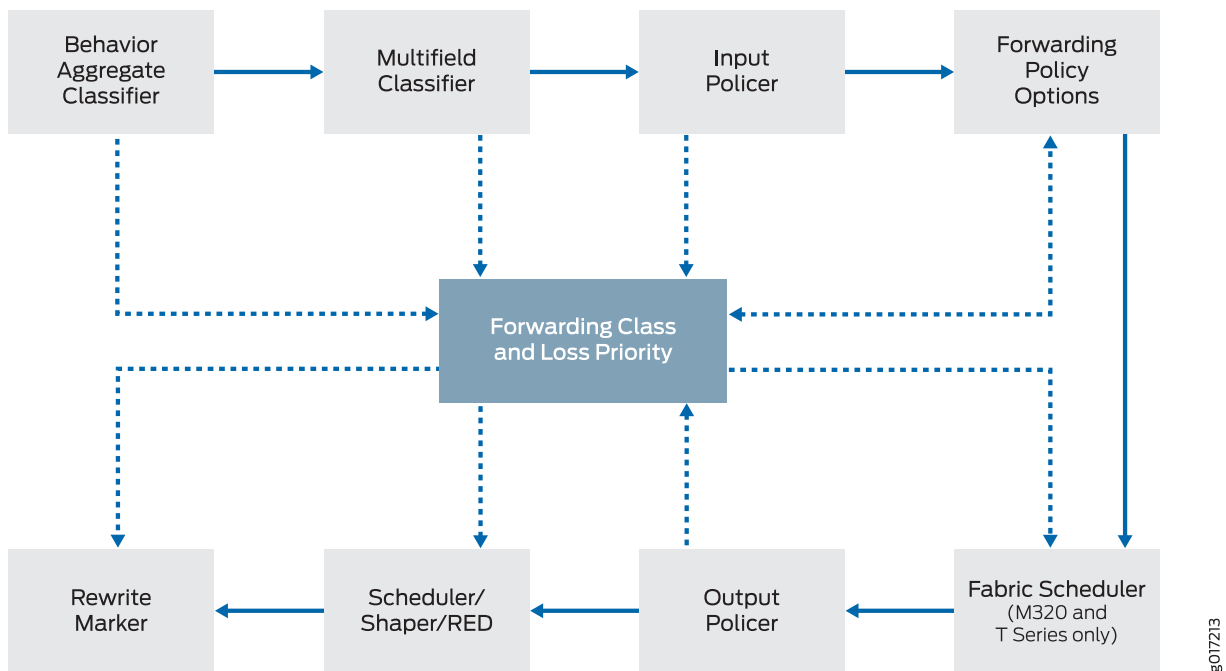 Behavior
Aggregate
Classifier
Multifield
Classifier
Input
Policer
Forwarding
Policy
Options
Forwarding Class
and Loss Priority
Rewrite
Marker
Scheduler/
Shaper/RED
Output
Policer
Fabric Scheduler
(M320 and
T Series only)
g017213